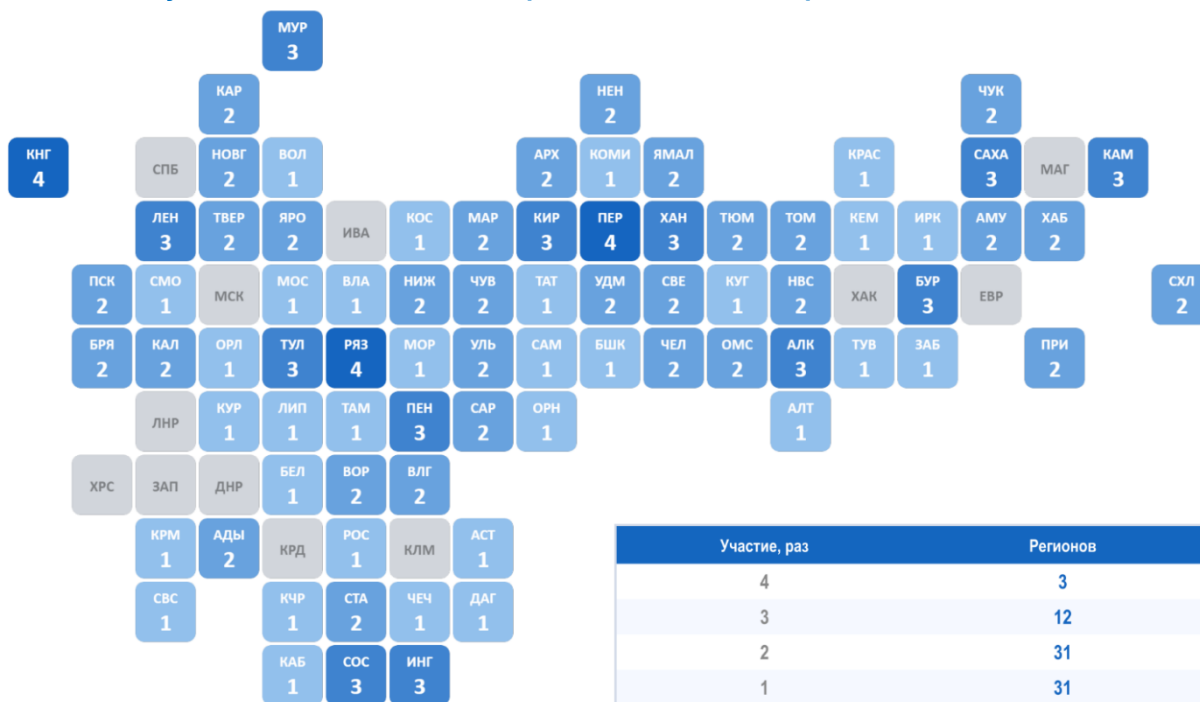 МУР
3
КАР НЕН ЧУК
2 2 2
КНГ СПБ НОВГ ВОЛ АРХ КОМИ ЯМАЛ КРАС САХА МАГ КАМ
4 2 1 2 1 2 1 3 3
ЛЕН ТВЕР ЯРО ИВА КОС МАР КИР ПЕР ХАН ТЮМ ТОМ КЕМ ИРК АМУ ХАБ
3 2 2 1 2 3 4 3 2 2 1 1 2 2
ПСК СМО МСК МОС ВЛА НИЖ ЧУВ ТАТ УДМ СВЕ КУГ НВС ХАК БУР ЕВР СХЛ
2 1 1 1 2 2 1 2 2 1 2 3 2
БРЯ КАЛ ОРЛ ТУЛ РЯЗ МОР УЛЬ САМ БШК ЧЕЛ ОМС АЛК ТУВ ЗАБ ПРИ
2 2 1 3 4 1 2 1 1 2 2 3 1 1 2
ЛНР КУР ЛИП ТАМ ПЕН САР ОРН АЛТ
1 1 1 3 2 1 1
ХРС ЗАП ДНР БЕЛ ВОР ВЛГ
1 2 2
КРМ АДЫ КРД РОС КЛМ АСТ
1 2 1 1
СВС КЧР СТА ЧЕЧ ДАГ
1 1 2 1 1
КАБ СОС ИНГ
1 3 3
Участие, раз Регионов
4 3
3 12
2 31
1 31